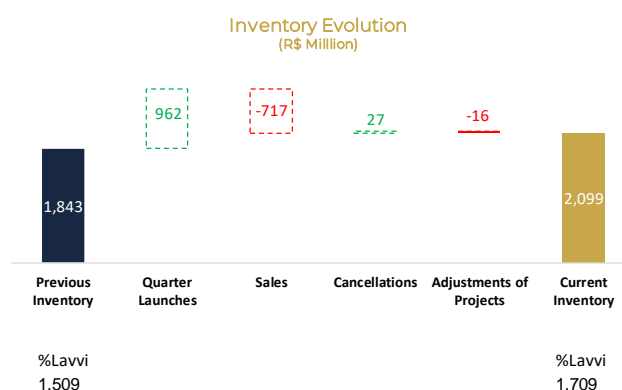 Inventory Evolution
(R$ Milllion)
962
-717
27
-16
1,843
2,099
Previous Inventory
Quarter Launches
Sales
Cancellations
Adjustments of Projects
Current Inventory
%Lavvi
1.509
%Lavvi
1.709